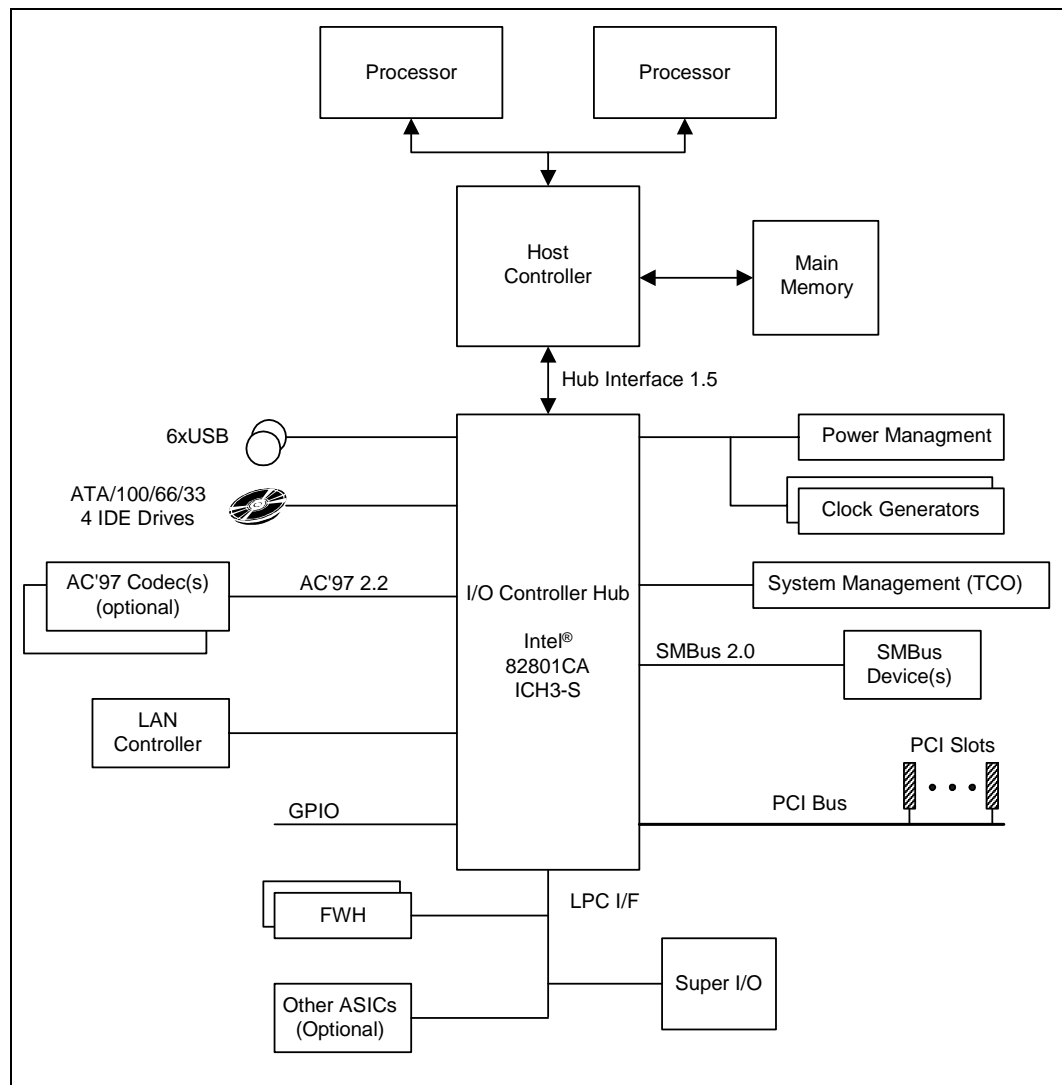 Processor
Processor
Host
Controller
Main
Memory
Hub Interface 1.5
6xUSB
Power Managment
ATA/100/66/33
4 IDE Drives
Clock Generators
AC'97 Codec(s)
(optional)
AC'97 2.2
I/O Controller Hub
Intel®
82801CA
ICH3-S
System Management (TCO)
SMBus 2.0
SMBus
Device(s)
LAN
Controller
PCI Slots
PCI Bus
GPIO
LPC I/F
FWH
Super I/O
Other ASICs
(Optional)